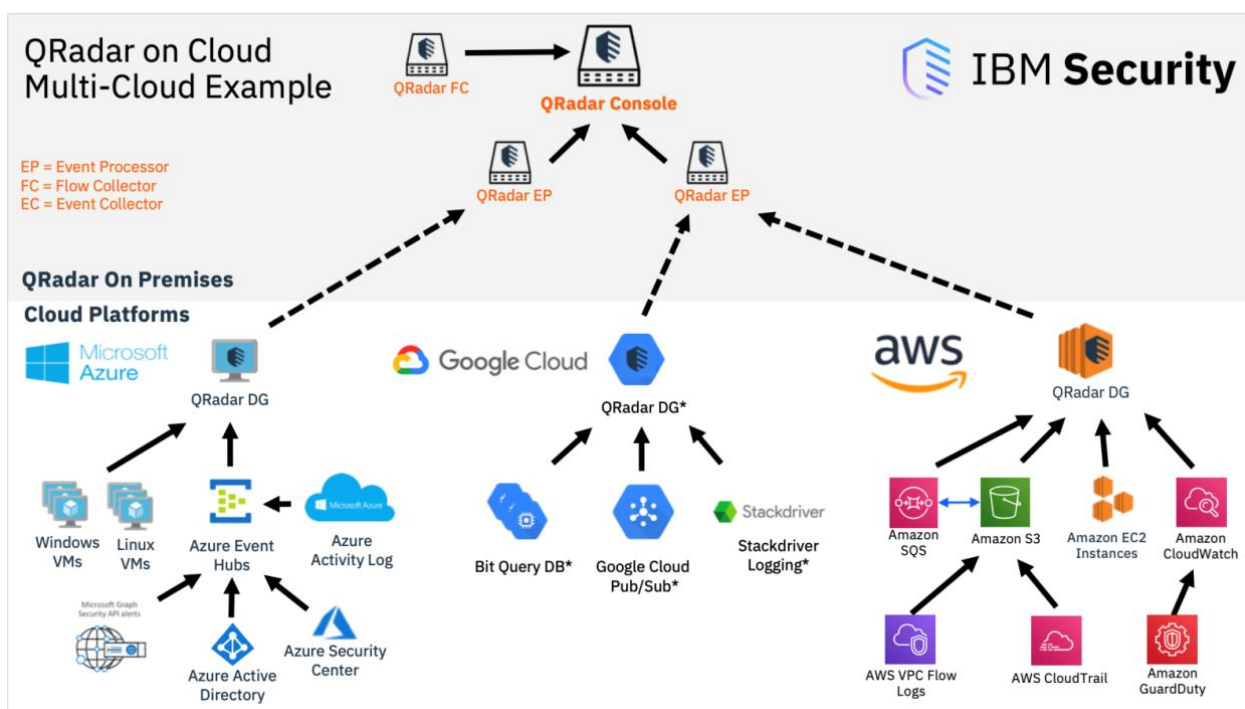 QRadar on Cloud
Multi-Cloud Example
QRadar FC
QRadar Console
IBM Security
EP = Event Processor
FC = Flow Collector
EC = Event Collector
QRadar EP
QRadar EP
QRadar On Premises
Cloud Platforms
Microsoft
Azure
QRadar DG
Google Cloud
QRadar DG*
aws
QRadar DG
Windows
VMs
Linux
VMs
Azure Event
Hubs
Microsoft Azure
Azure
Activity Log
Bit Query DB*
Google Cloud
Pub/Sub*
Stackdriver
Stackdriver
Logging*
Amazon
SQS
Amazon S3
Amazon EC2
Instances
Amazon
CloudWatch
Microsoft Graph
Security API alerts
Azure Active
Directory
Azure Security
Center
AWS VPC Flow
Logs
AWS CloudTrail
Amazon
GuardDuty